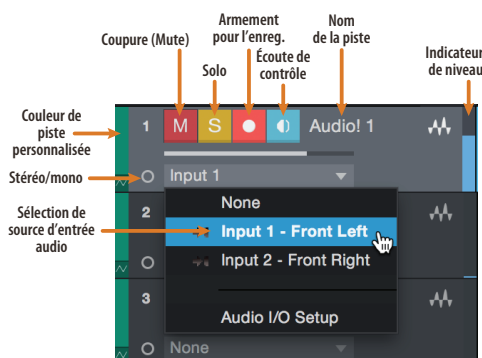 Coupure (Mute)
Armement
pour l'enreg.
Nom
de la piste
Solo
Écoute de
contrôle
Indicateur
de niveau
Couleur de
piste
personnalisée
1 M S Audio! 1
Stéréo/mono
Input 1
Sélection de
source d'entrée
audio
2
None
Input 1 - Front Left
Input 2 - Front Right
3
Audio I/O Setup
None